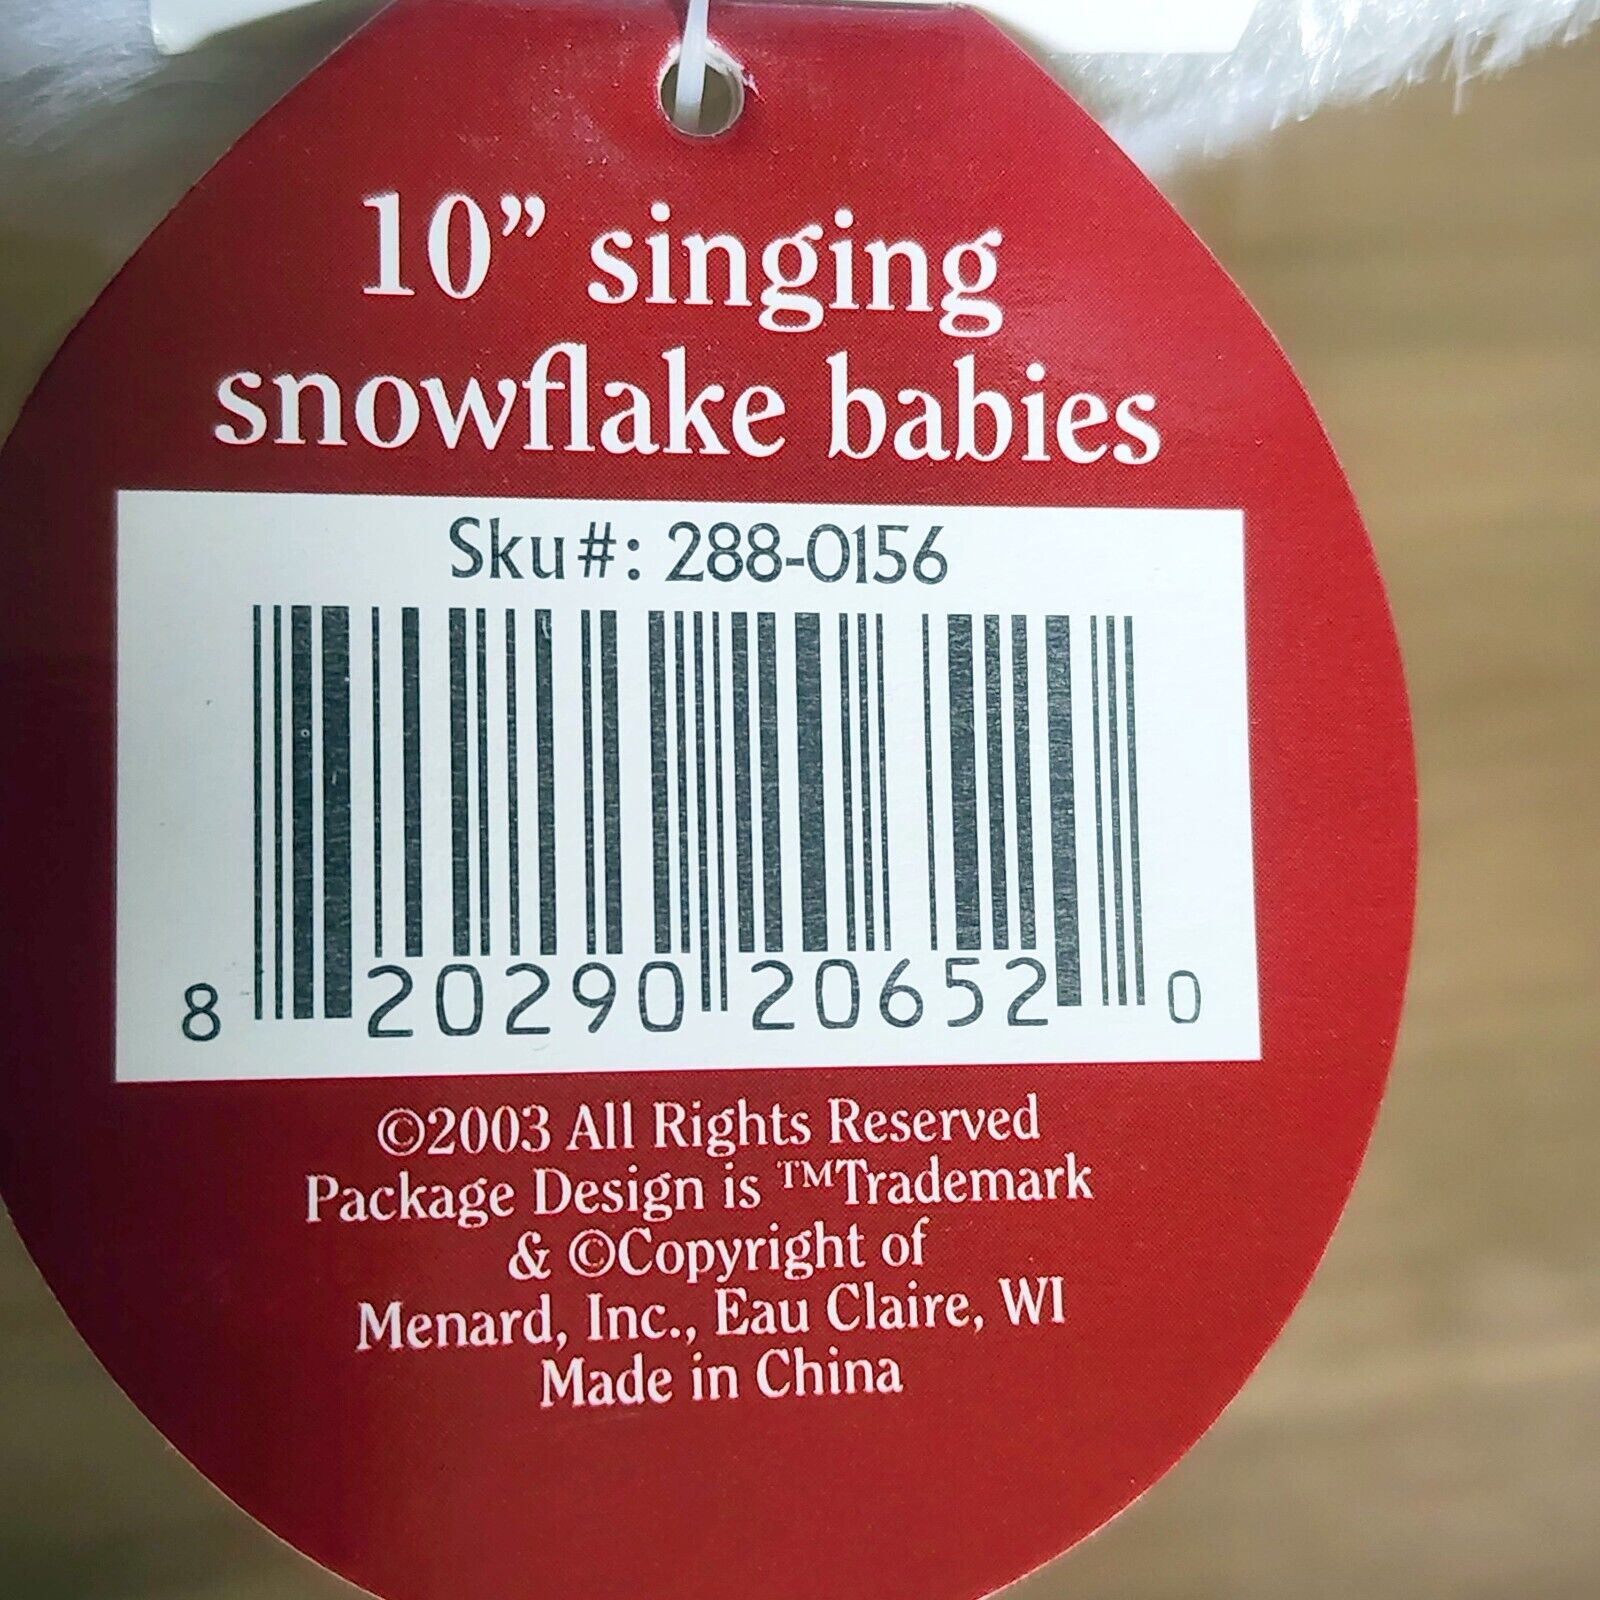 10” singing
snowflake babies
Sku#: 288-0156
8 20290 20652 0
©2003 All Rights Reserved
Package Design is ™Trademark
& ©Copyright of
Menard, Inc., Eau Claire, WI
Made in China